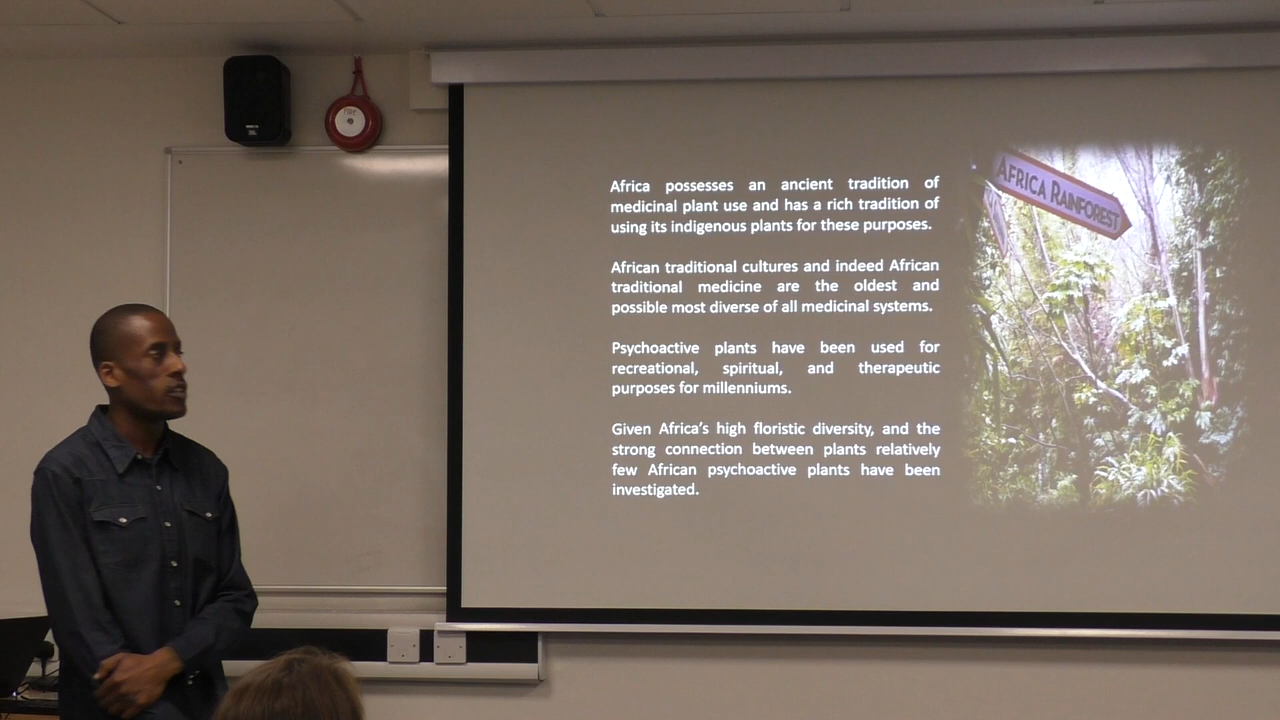 FIRE
AFRICA RAINFOREST
Africa possesses an ancient tradition of
medicinal plant use and has a rich tradition of
using its indigenous plants for these purposes.
African traditional cultures and indeed African
traditional medicine are the oldest and
possible most diverse of all medicinal systems.
Psychoactive plants have been used for
recreational, spiritual, and therapeutic
purposes for millenniums.
Given Africa's high floristic diversity, and the
strong connection between plants relatively
few African psychoactive plants have been
investigated.